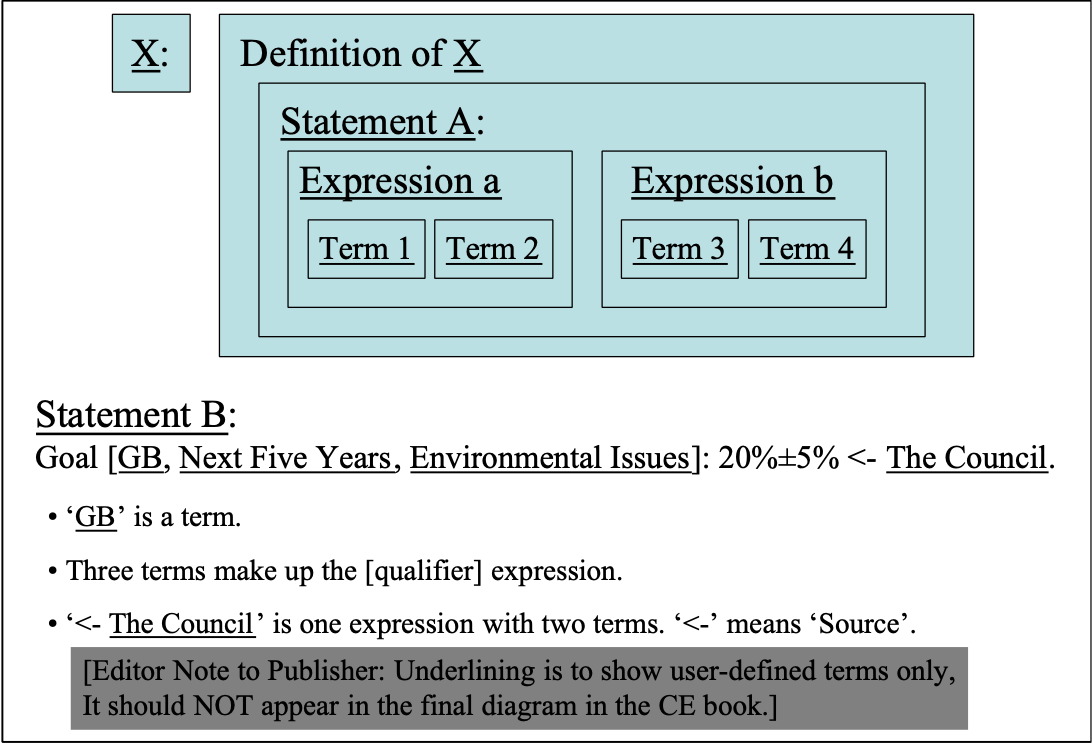 X:
Definition of X
Statement A:
Expression a
Expression b
Term 1
Term 2
Term 3
Term 4
Statement B:
Goal [GB, Next Five Years, Environmental Issues]: 20%±5% <- The Council.
• ‘GB’ is a term.
• Three terms make up the [qualifier] expression.
• ‘<- The Council’ is one expression with two terms. ‘<-’ means ‘Source’.
[Editor Note to Publisher: Underlining is to show user-defined terms only,
It should NOT appear in the final diagram in the CE book.]